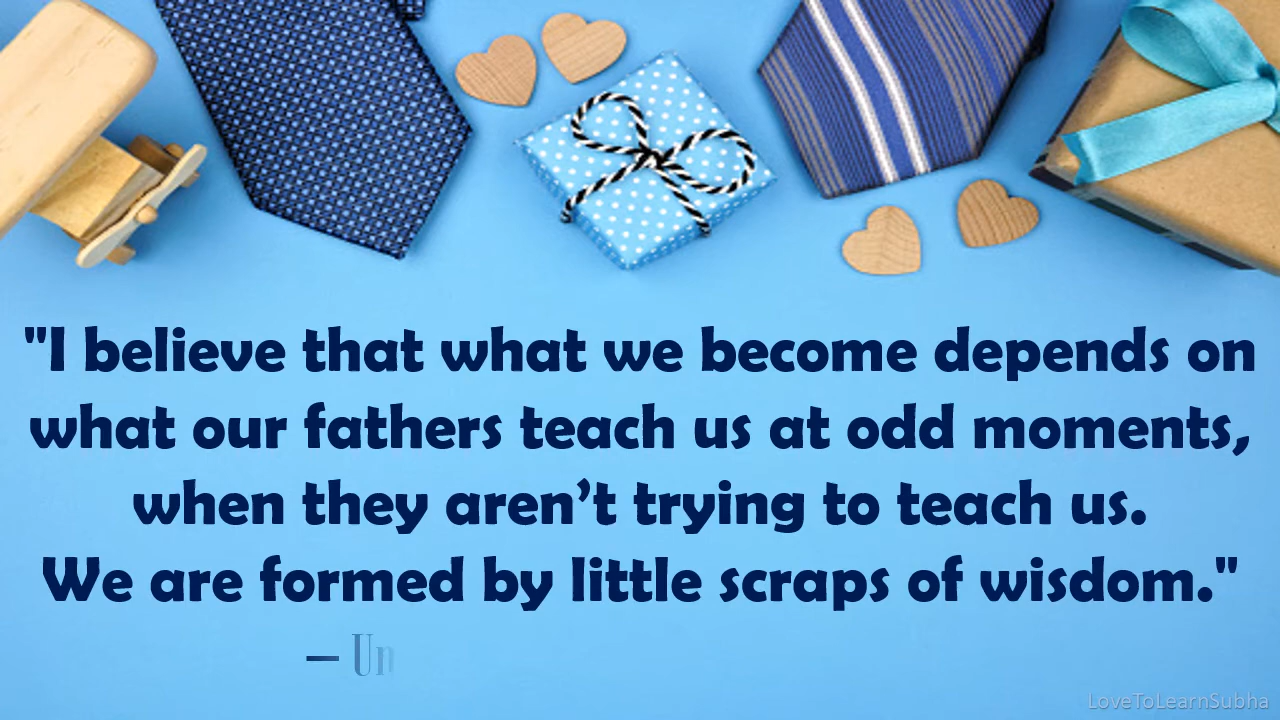 "I believe that what we become depends on
what our fathers teach us at odd moments,
when they aren’t trying to teach us.
We are formed by little scraps of wisdom."
— Un
LoveToLearnSubha